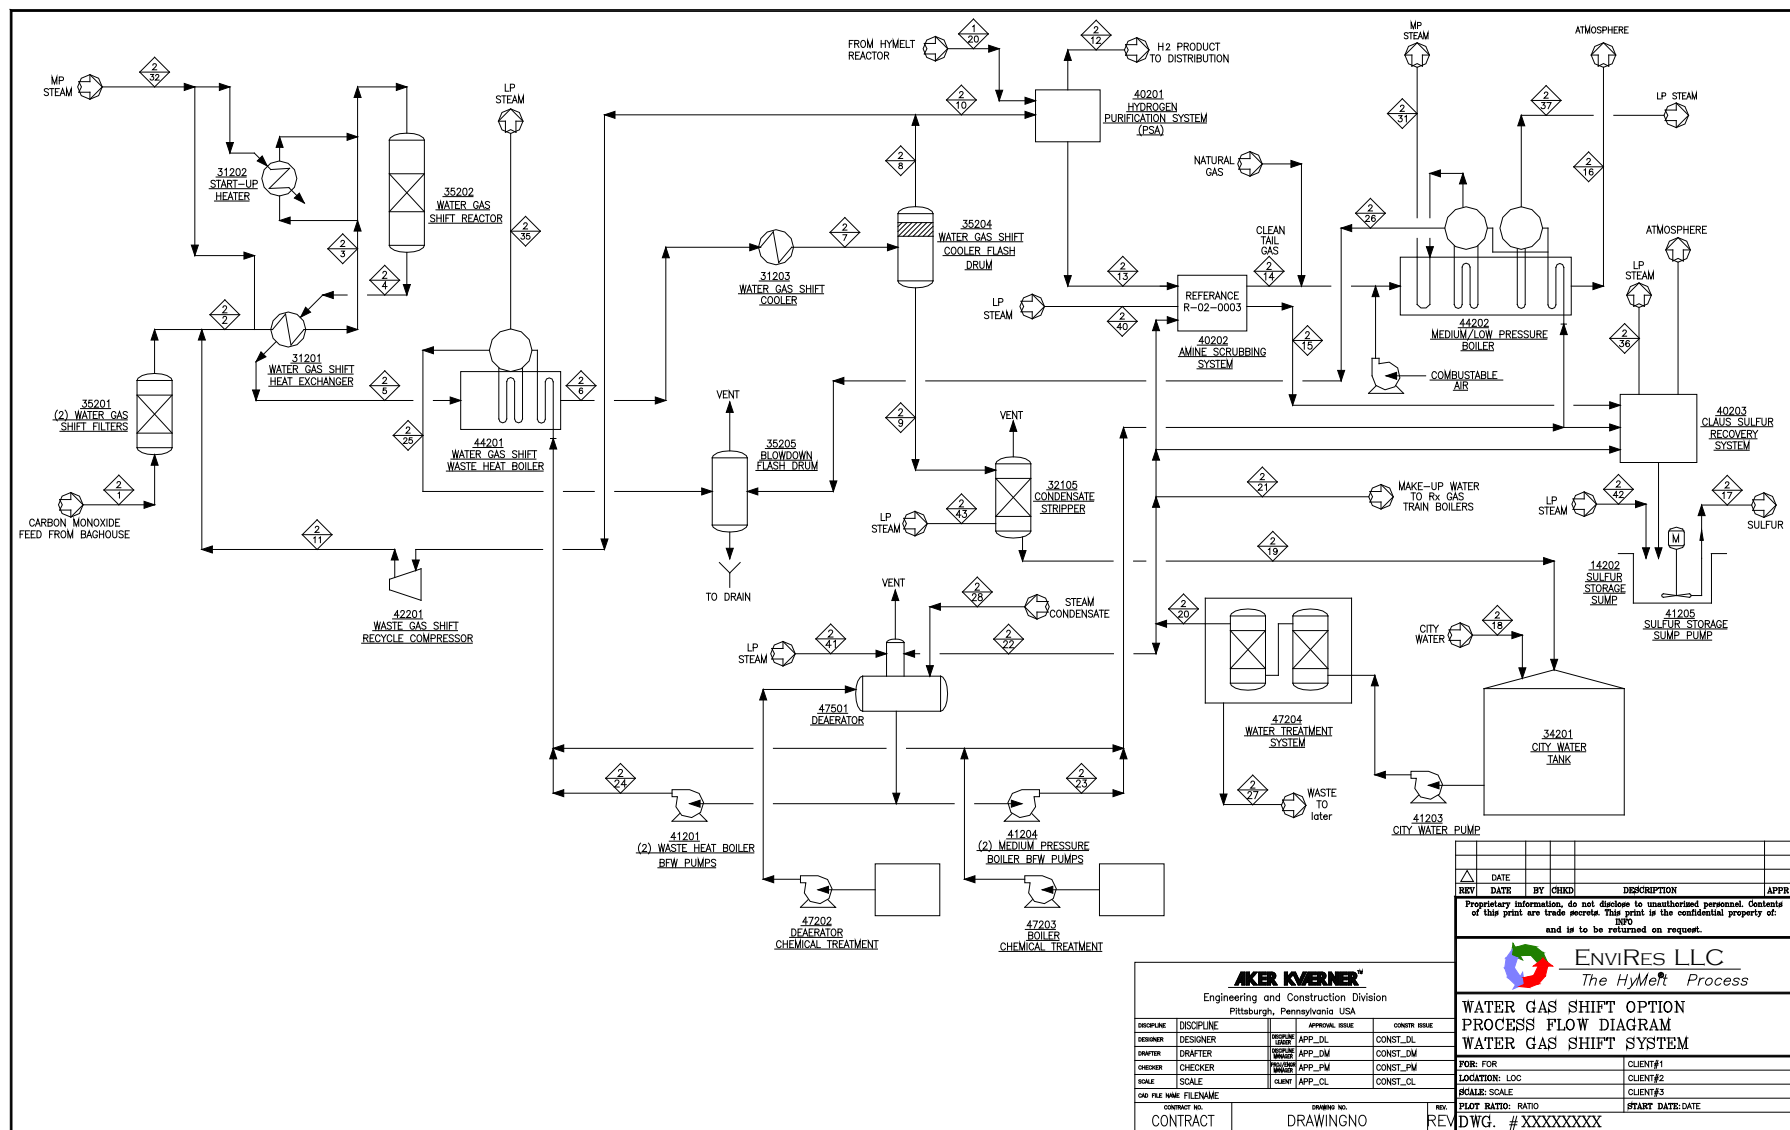 MP
STEAM
2
32
31202
START-UP
HEATER
35202
WATER GAS
SHIFT REACTOR
LP
STEAM
2
35
2
3
2
4
2
2
31201
WATER GAS SHIFT
HEAT EXCHANGER
2
5
35201
(2) WATER GAS
SHIFT FILTERS
2
1
CARBON MONOXIDE
FEED FROM BAGHOUSE
2
25
44201
WATER GAS SHIFT
WASTE HEAT BOILER
2
6
2
11
42201
WASTE GAS SHIFT
RECYCLE COMPRESSOR
FROM HYMELT
REACTOR
1
20
2
12
H2 PRODUCT
TO DISTRIBUTION
2
10
40201
HYDROGEN
PURIFICATION SYSTEM
(PSA)
2
8
2
7
31203
WATER GAS SHIFT
COOLER
35204
WATER GAS SHIFT
COOLER FLASH
DRUM
NATURAL
GAS
CLEAN
TAIL
GAS
2
13
2
14
LP
STEAM
2
40
REFERANCE
R-02-0003
40202
AMINE SCRUBBING
SYSTEM
2
15
MP
STEAM
2
31
ATMOSPHERE
2
37
LP STEAM
2
16
2
26
44202
MEDIUM/LOW PRESSURE
BOILER
COMBUSTABLE
AIR
ATMOSPHERE
LP
STEAM
2
36
40203
CLAUS SULFUR
RECOVERY
SYSTEM
VENT
35205
BLOWDOWN
FLASH DRUM
TO DRAIN
2
9
VENT
32105
CONDENSATE
STRIPPER
LP
STEAM
2
43
2
21
MAKE-UP WATER
TO Rx GAS
TRAIN BOILERS
LP
STEAM
2
42
2
17
SULFUR
M
14202
SULFUR
STORAGE
SUMP
41205
SULFUR STORAGE
SUMP PUMP
2
19
VENT
2
28
STEAM
CONDENSATE
LP
STEAM
2
41
2
22
47501
DEAERATOR
2
20
47204
WATER TREATMENT
SYSTEM
CITY
WATER
2
18
34201
CITY WATER
TANK
2
27
WASTE
TO
later
41203
CITY WATER PUMP
2
24
41201
(2) WASTE HEAT BOILER
BFW PUMPS
41204
(2) MEDIUM PRESSURE
BOILER BFW PUMPS
2
23
47202
DEAERATOR
CHEMICAL TREATMENT
47203
BOILER
CHEMICAL TREATMENT
DATE
REV DATE BY CHKD DESCRIPTION APPR
Proprietary information, do not disclose to unauthorized personnel. Contents
of this print are trade secrets. This print is the confidential property of:
INFO
and is to be returned on request.
ENVIRES LLC
The HyMelt® Process
WATER GAS SHIFT OPTION
PROCESS FLOW DIAGRAM
WATER GAS SHIFT SYSTEM
FOR: FOR CLIENT#1
LOCATION: LOC CLIENT#2
SCALE: SCALE CLIENT#3
PLOT RATIO: RATIO START DATE: DATE
DWG. #XXXXXXXX
AKER KVÆRNER™
Engineering and Construction Division
Pittsburgh, Pennsylvania USA
DISCIPLINE DISCIPLINE APPROVAL ISSUE CONSTR ISSUE
DESIGNER DESIGNER DISCIPLINE LEADER APP_DL CONST_DL
DRAFTER DRAFTER DISCIPLINE MANAGER APP_DM CONST_DM
CHECKER CHECKER PROJ/ENGR MANAGER APP_PM CONST_PM
SCALE SCALE CLIENT APP_CL CONST_CL
CAD FILE NAME FILENAME
CONTRACT NO. DRAWING NO. REV.
CONTRACT DRAWINGNO REV